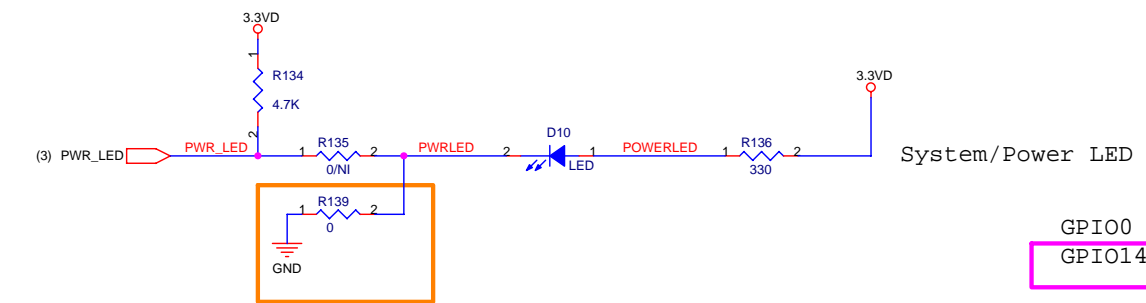 3.3VD
1
R134
4.7K
2
3.3VD
(3) PWR_LED
PWR_LED
1
R135
2
0/NI
PWRLED
2
D10
1
LED
POWERLED
1
R136
2
330
System/Power LED
1
R139
2
0
GND
GPIO0
GPIO14